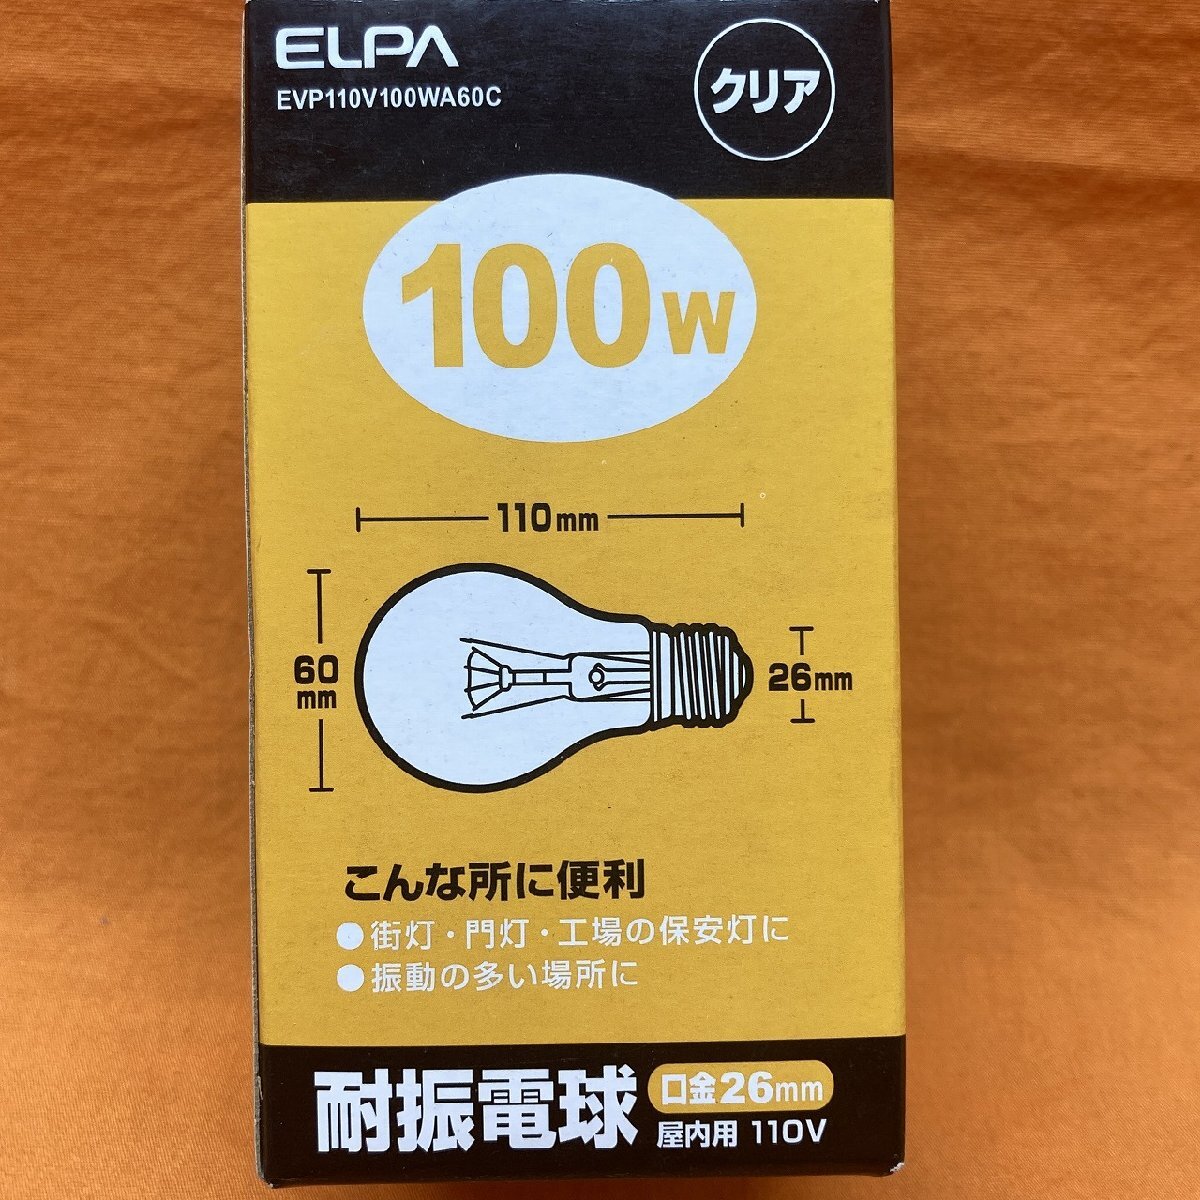 ELPA
EVP110V100WA60C
クリア
100W
110mm
60
mm
26mm
こんな所に便利
●街灯・門灯・工場の保安灯に
●振動の多い場所に
耐振電球
口金26mm
屋内用 110V